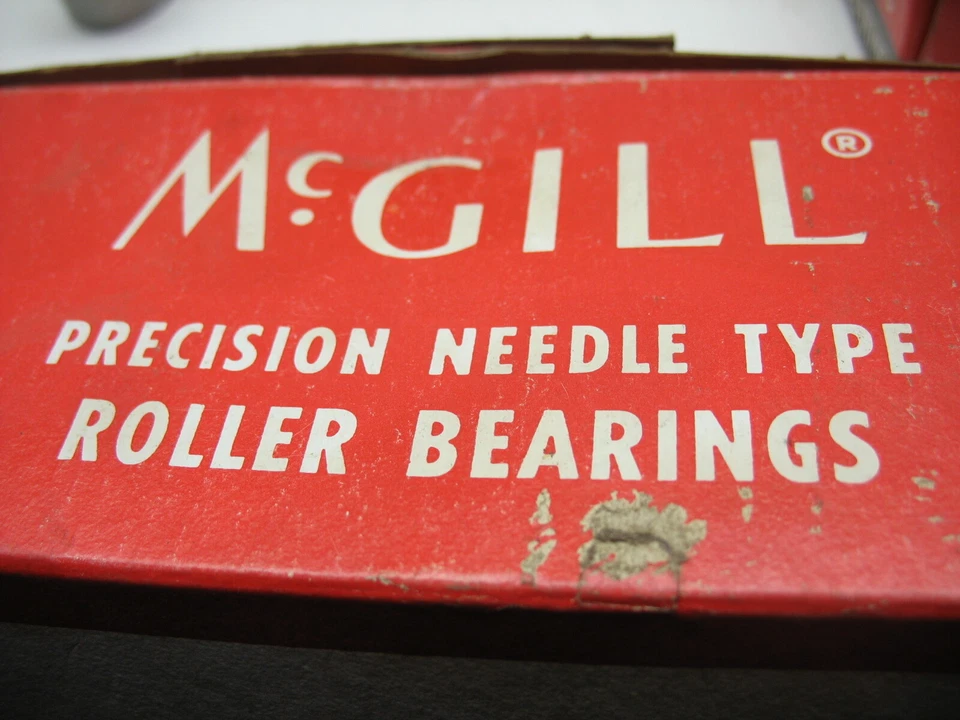 McGILL®
PRECISION NEEDLE TYPE
ROLLER BEARINGS